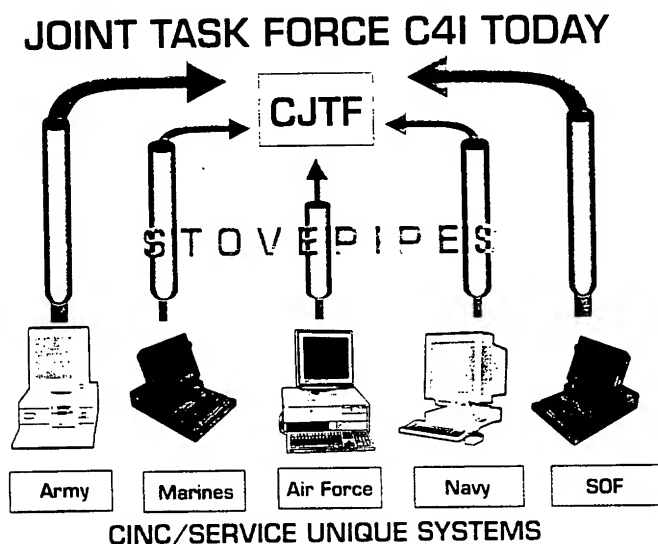 JOINT TASK FORCE C4I TODAY
CJTF
STOVEPIPES
Army Marines Air Force Navy SOF
CINC/SERVICE UNIQUE SYSTEMS